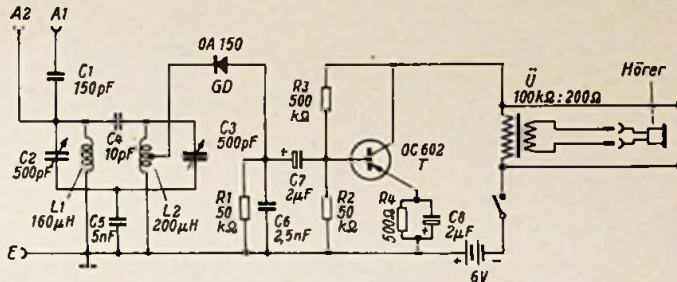 A2
A1
C1
150pF
OA 150
GD
R3
500
kΩ
Ü
100kΩ:200Ω
Hörer
C2
500pF
C4
10pF
C3
500pF
OC 602
T
L1
160µH
C5
5nF
L2
200µH
R1
50
kΩ
C7
2µF
C6
2,5nF
R2
50
kΩ
R4
500Ω
C8
2µF
E
+
+
+
-
6V